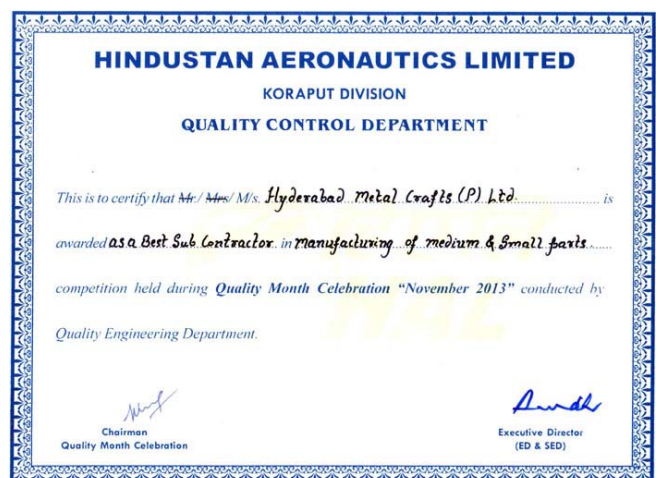 HINDUSTAN AERONAUTICS LIMITED
KORAPUT DIVISION
QUALITY CONTROL DEPARTMENT
This is to certify that Mr./ Mrs/ M/s. Hyderabad Metal Crafts (P) Ltd. is
awarded as a Best Sub Contractor in manufacturing of medium & Small parts.
competition held during Quality Month Celebration "November 2013" conducted by
Quality Engineering Department.
Chairman
Quality Month Celebration
Executive Director
(ED & SED)